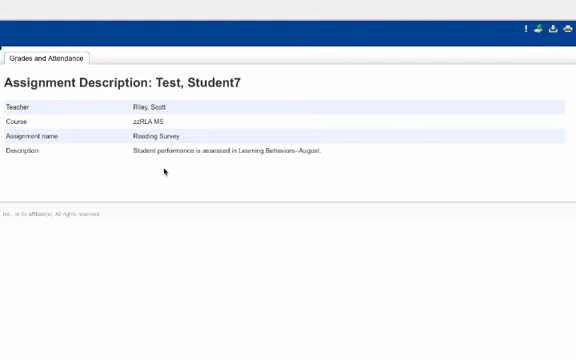 Grades and Attendance
Assignment Description: Test, Student7
Teacher Riley, Scott
Course zzRLA MS
Assignment name Reading Survey
Description Student performance is assessed in Learning Behaviors--August.
, Inc., or its affiliate(s). All rights reserved